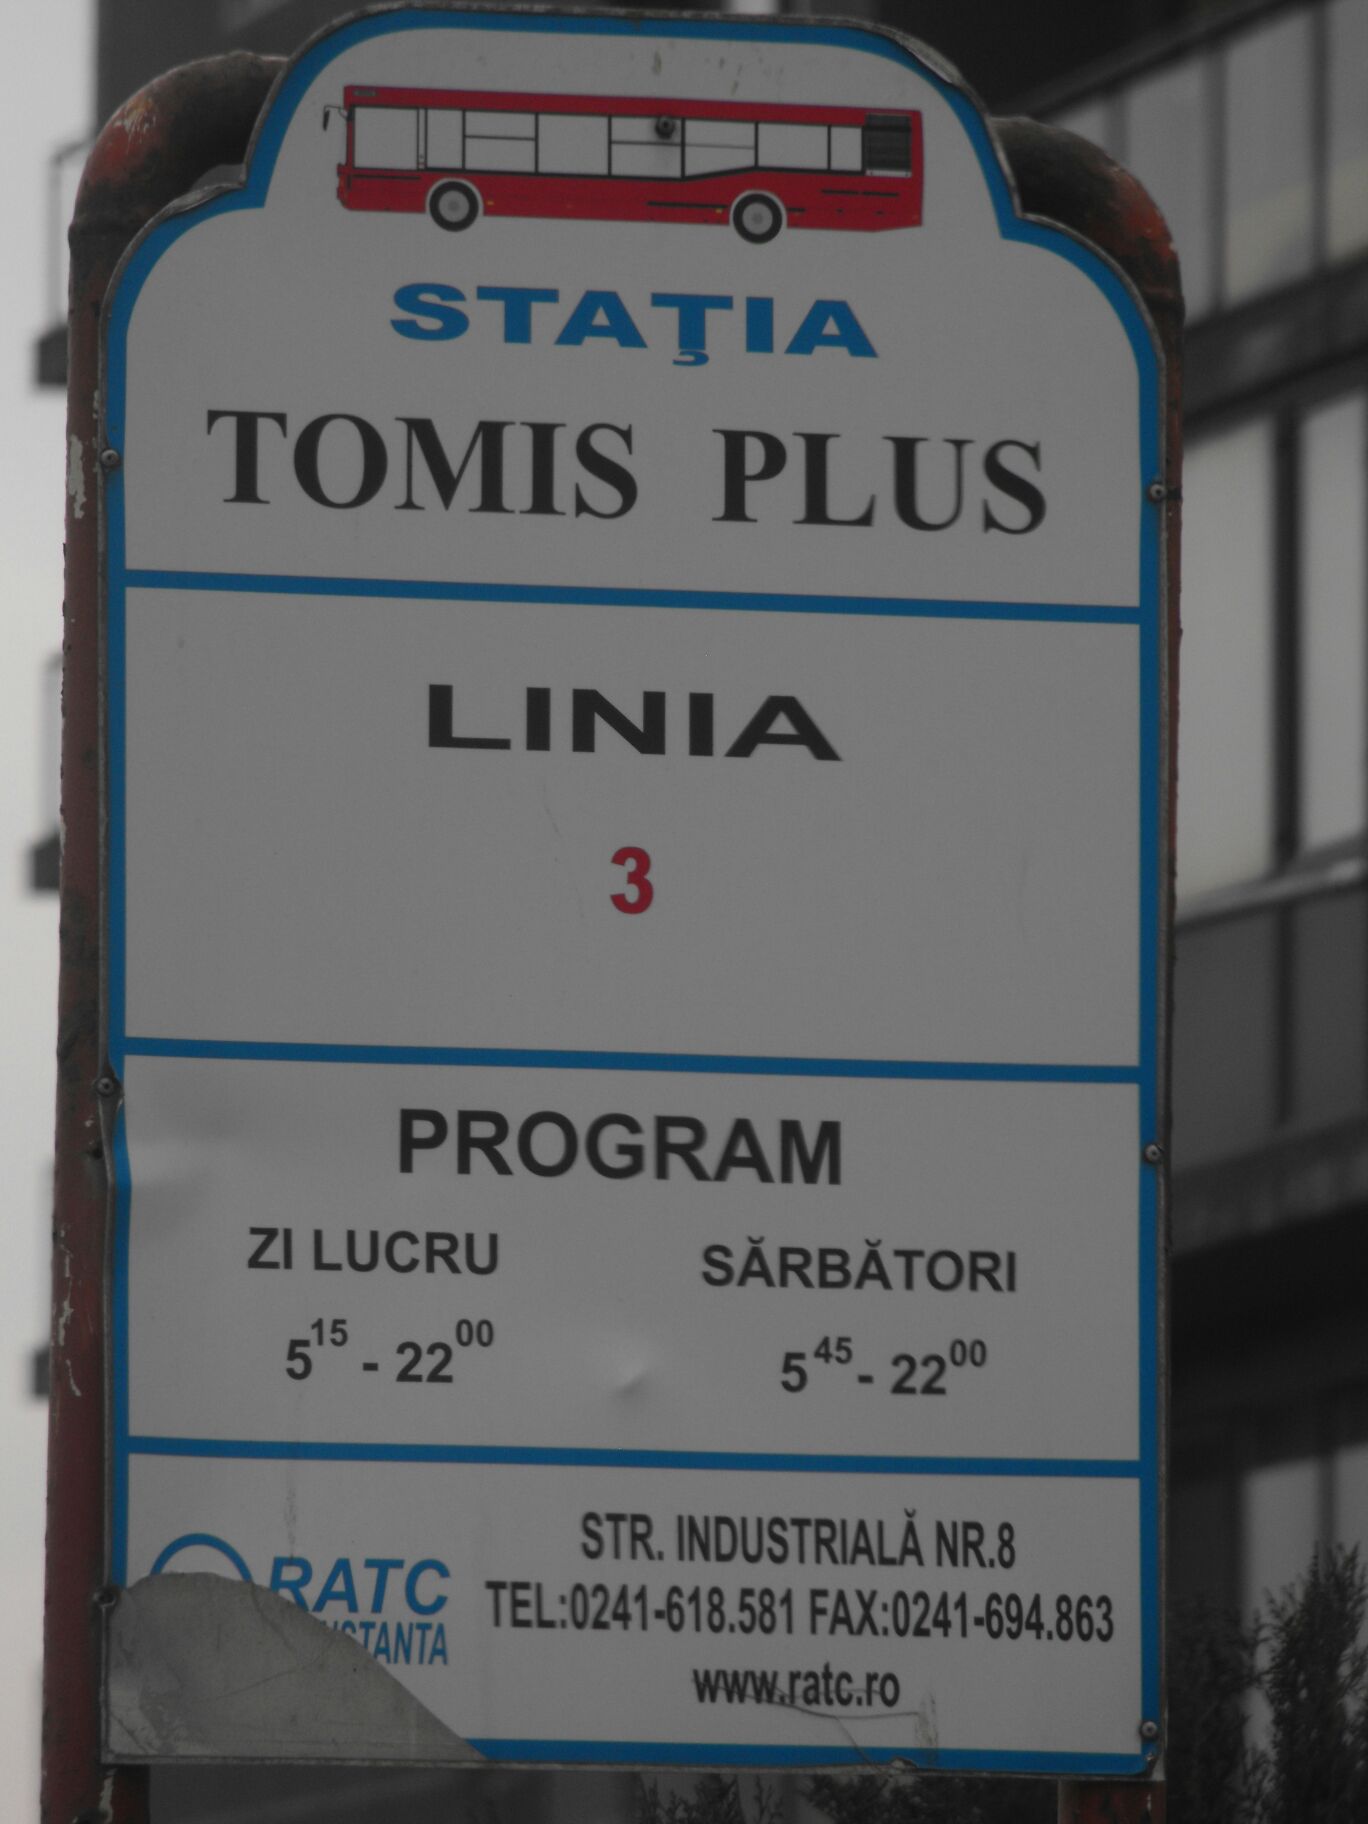 STAŢIA
TOMIS PLUS
LINIA
3
PROGRAM
ZI LUCRU SĂRBĂTORI
5¹⁵ - 22⁰⁰ 5⁴⁵ - 22⁰⁰
RATC
STR. INDUSTRIALĂ NR.8
TEL:0241-618.581 FAX:0241-694.863
www.ratc.ro